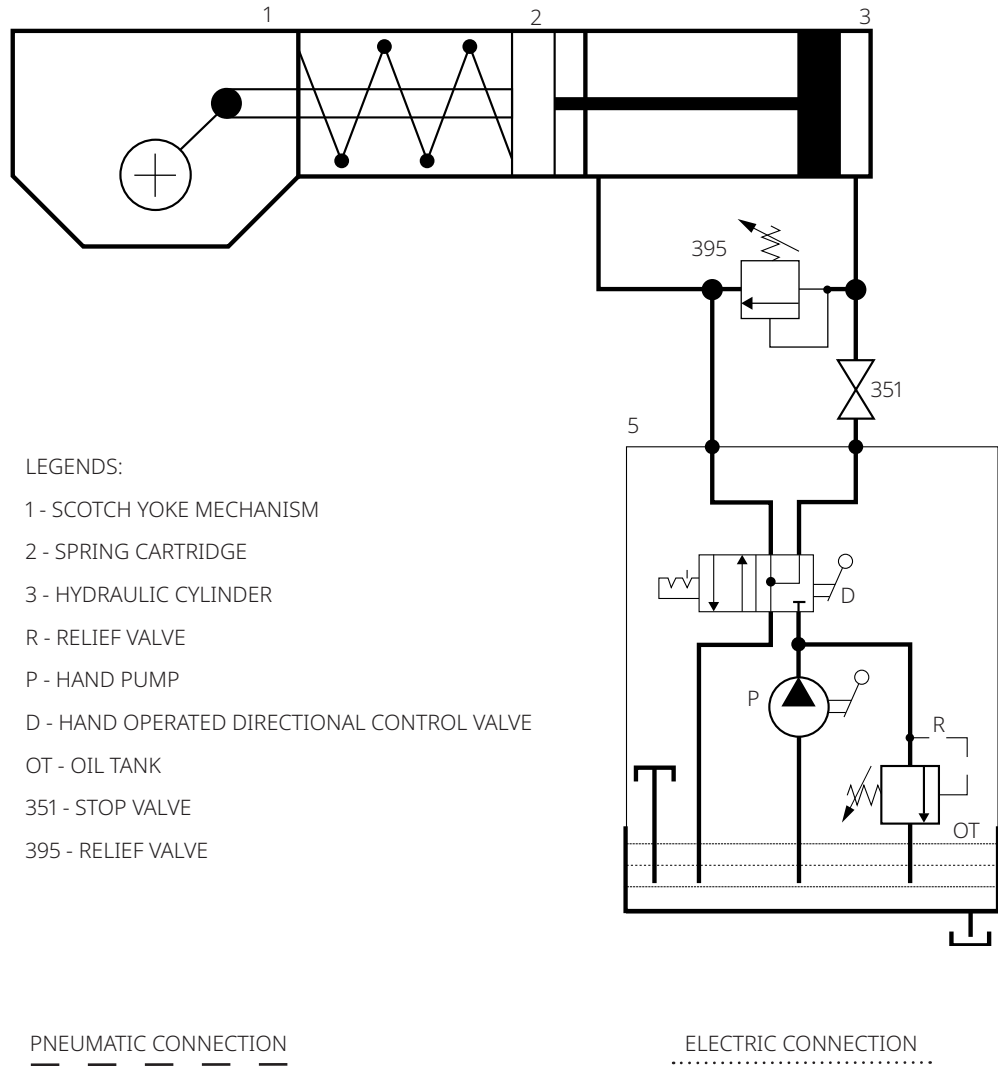 1
2
3
395
351
5
LEGENDS:
1 - SCOTCH YOKE MECHANISM
2 - SPRING CARTRIDGE
3 - HYDRAULIC CYLINDER
R - RELIEF VALVE
P - HAND PUMP
D - HAND OPERATED DIRECTIONAL CONTROL VALVE
OT - OIL TANK
351 - STOP VALVE
395 - RELIEF VALVE
D
P
R
OT
PNEUMATIC CONNECTION
ELECTRIC CONNECTION